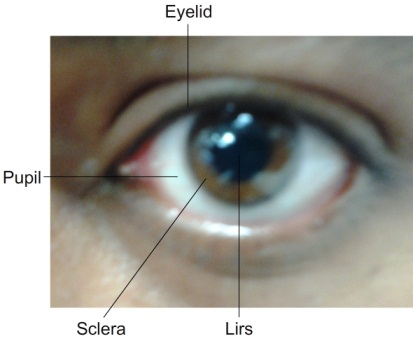 Eyelid
Pupil
Sclera
Lirs